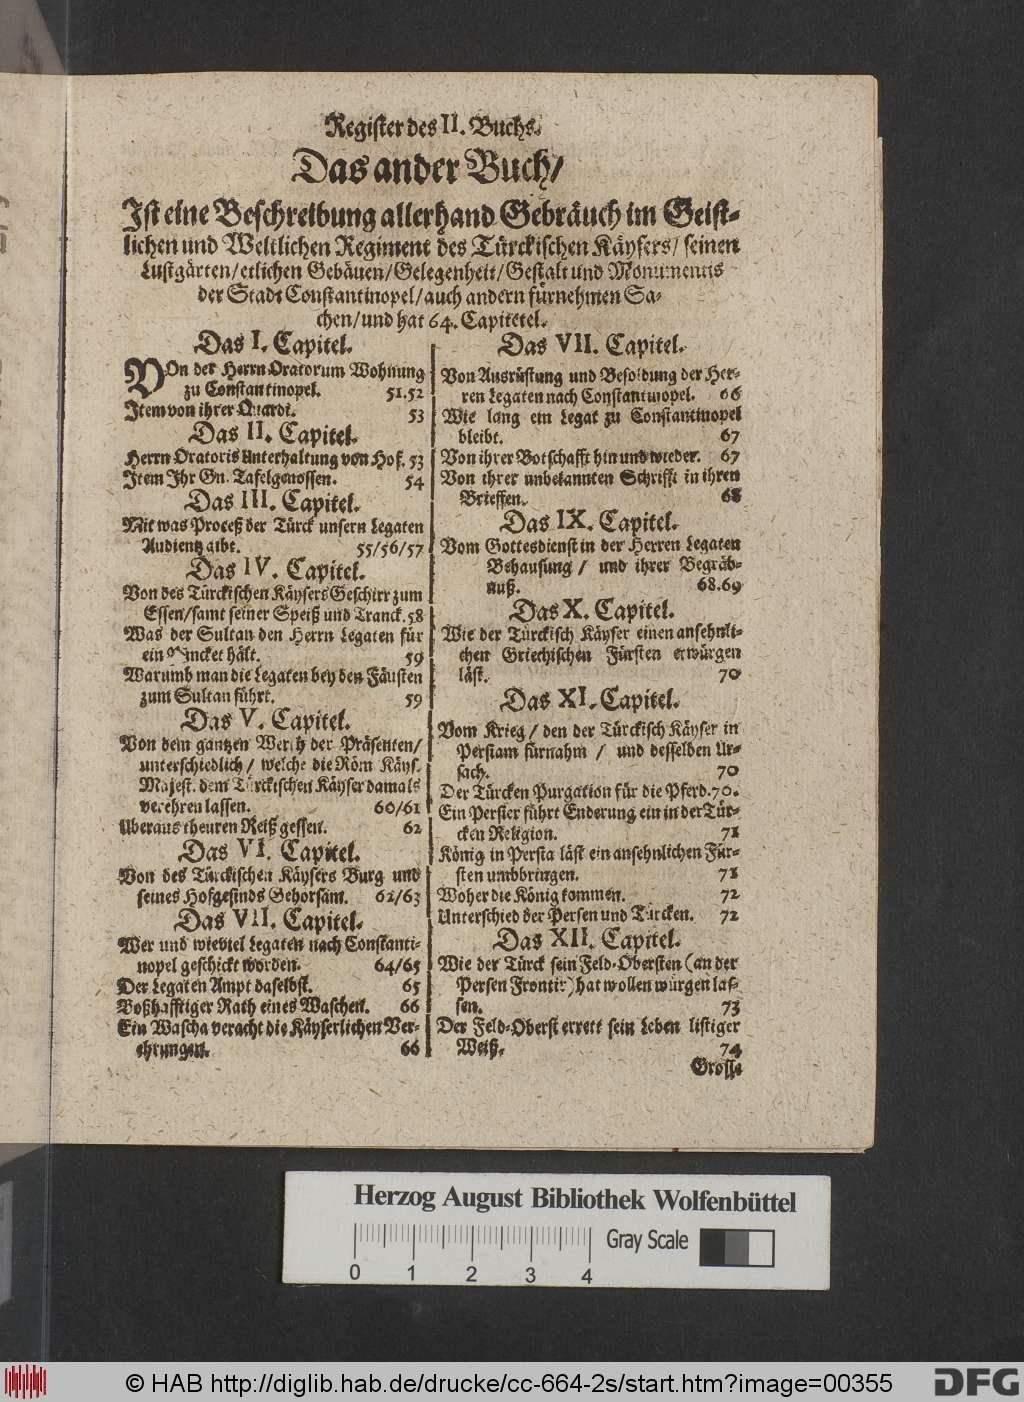 Register des II. Buchs.
Das ander Buch/
Ist eine Beschreibung allerhand Gebräuch im Geist-
lichen und Weltlichen Regiment des Türckischen Käysers/ seinen
Lustgärten/ etlichen Gebäuen/ Gelegenheit/ Gestalt und Monumentis
der Stadt Constantinopel/ auch andern fürnehmen Sa-
chen/ und hat 64. Capitetel.
Das I. Capitel.
VOn der Herrn Oratorum Wohnung
zu Constantinopel. 51.52
Item von ihrer Quardi. 53
Das II. Capitel.
Herrn Oratoris Unterhaltung von Hof. 53
Item Ihr Gn. Tafelgenossen. 54
Das III. Capitel.
Mit was Proceß der Türck unsern Legaten
Audientz gibt. 55/56/57
Das IV. Capitel.
Von des Türckischen Käysers Geschirr zum
Essen/ samt seiner Speiß und Tranck. 58
Was der Sultan den Herrn Legaten für
ein Pancket hält. 59
Warumb man die Legaten bey den Fäusten
zum Sultan führt. 59
Das V. Capitel.
Von dem gantzen Werth der Präsenten/
unterschiedlich/ welche die Röm Käys.
Majest. dem Türckischen Käyser damals
verehren lassen. 60/61
Uberaus theuren Reiß gessen. 62
Das VI. Capitel.
Von des Türckischen Käysers Burg und
seines Hofgesinds Gehorsam. 62/63
Das VII. Capitel.
Wer und wieviel Legaten nach Constanti-
nopel geschickt worden. 64/65
Der Legaten Ampt daselbst. 65
Boßhafftiger Rath eines Waschen. 66
Ein Wascha veracht die Käyserlichen Ver-
ehrungen. 66
Das VII. Capitel.
Von Ausrüstung und Besoldung der Her-
ren Legaten nach Constantinopel. 66
Wie lang ein Legat zu Constantinopel
bleibt. 67
Von ihrer Botschafft hin und wieder. 67
Von ihrer unbekannten Schrifft in ihren
Brieffen. 68
Das IX. Capitel.
Vom Gottesdienst in der Herren Legaten
Behausung / und ihrer Begräb-
nuß. 68.69
Das X. Capitel.
Wie der Türckisch Käyser einen ansehnli-
chen Griechischen Fürsten erwürgen
läst. 70
Das XI. Capitel.
Vom Krieg / den der Türckisch Käyser in
Persiam fürnahm / und desselben Ur-
sach. 70
Der Türcken Purgation für die Pferd. 70.
Ein Persier führt Enderung ein in der Tür-
cken Religion. 71
König in Persia läst ein ansehnlichen Für-
sten umbbringen. 71
Woher die König kommen. 72
Unterschied der Persen und Türcken. 72
Das XII. Capitel.
Wie der Türck sein Feld-Obersten (an der
Persen Frontir) hat wollen würgen las-
sen. 73
Der Feld-Oberst errett sein Leben listiger
Weiß. 74
Grosse
Herzog August Bibliothek Wolfenbüttel
Gray Scale
0 1 2 3 4
© HAB http://diglib.hab.de/drucke/cc-664-2s/start.htm?image=00355
DFG